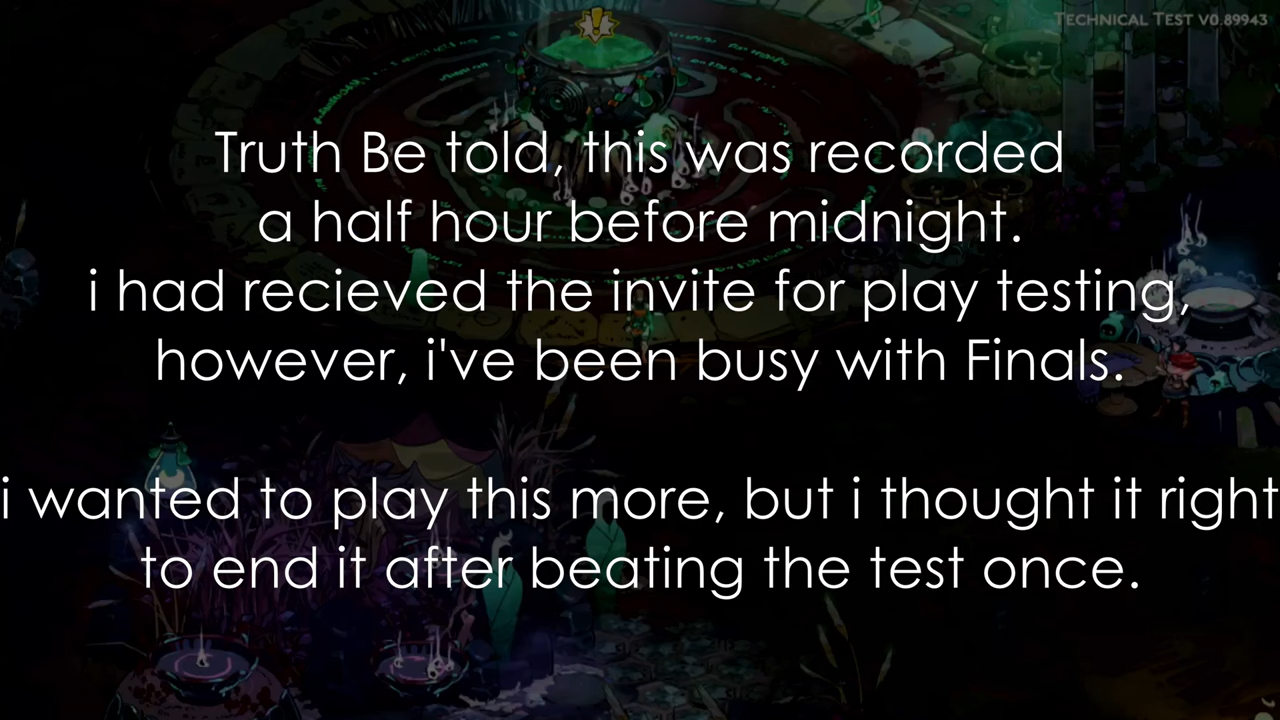 TECHNICAL TEST V0.89943
Truth Be told, this was recorded
a half hour before midnight.
i had recieved the invite for play testing,
however, i've been busy with Finals.
i wanted to play this more, but i thought it right
to end it after beating the test once.